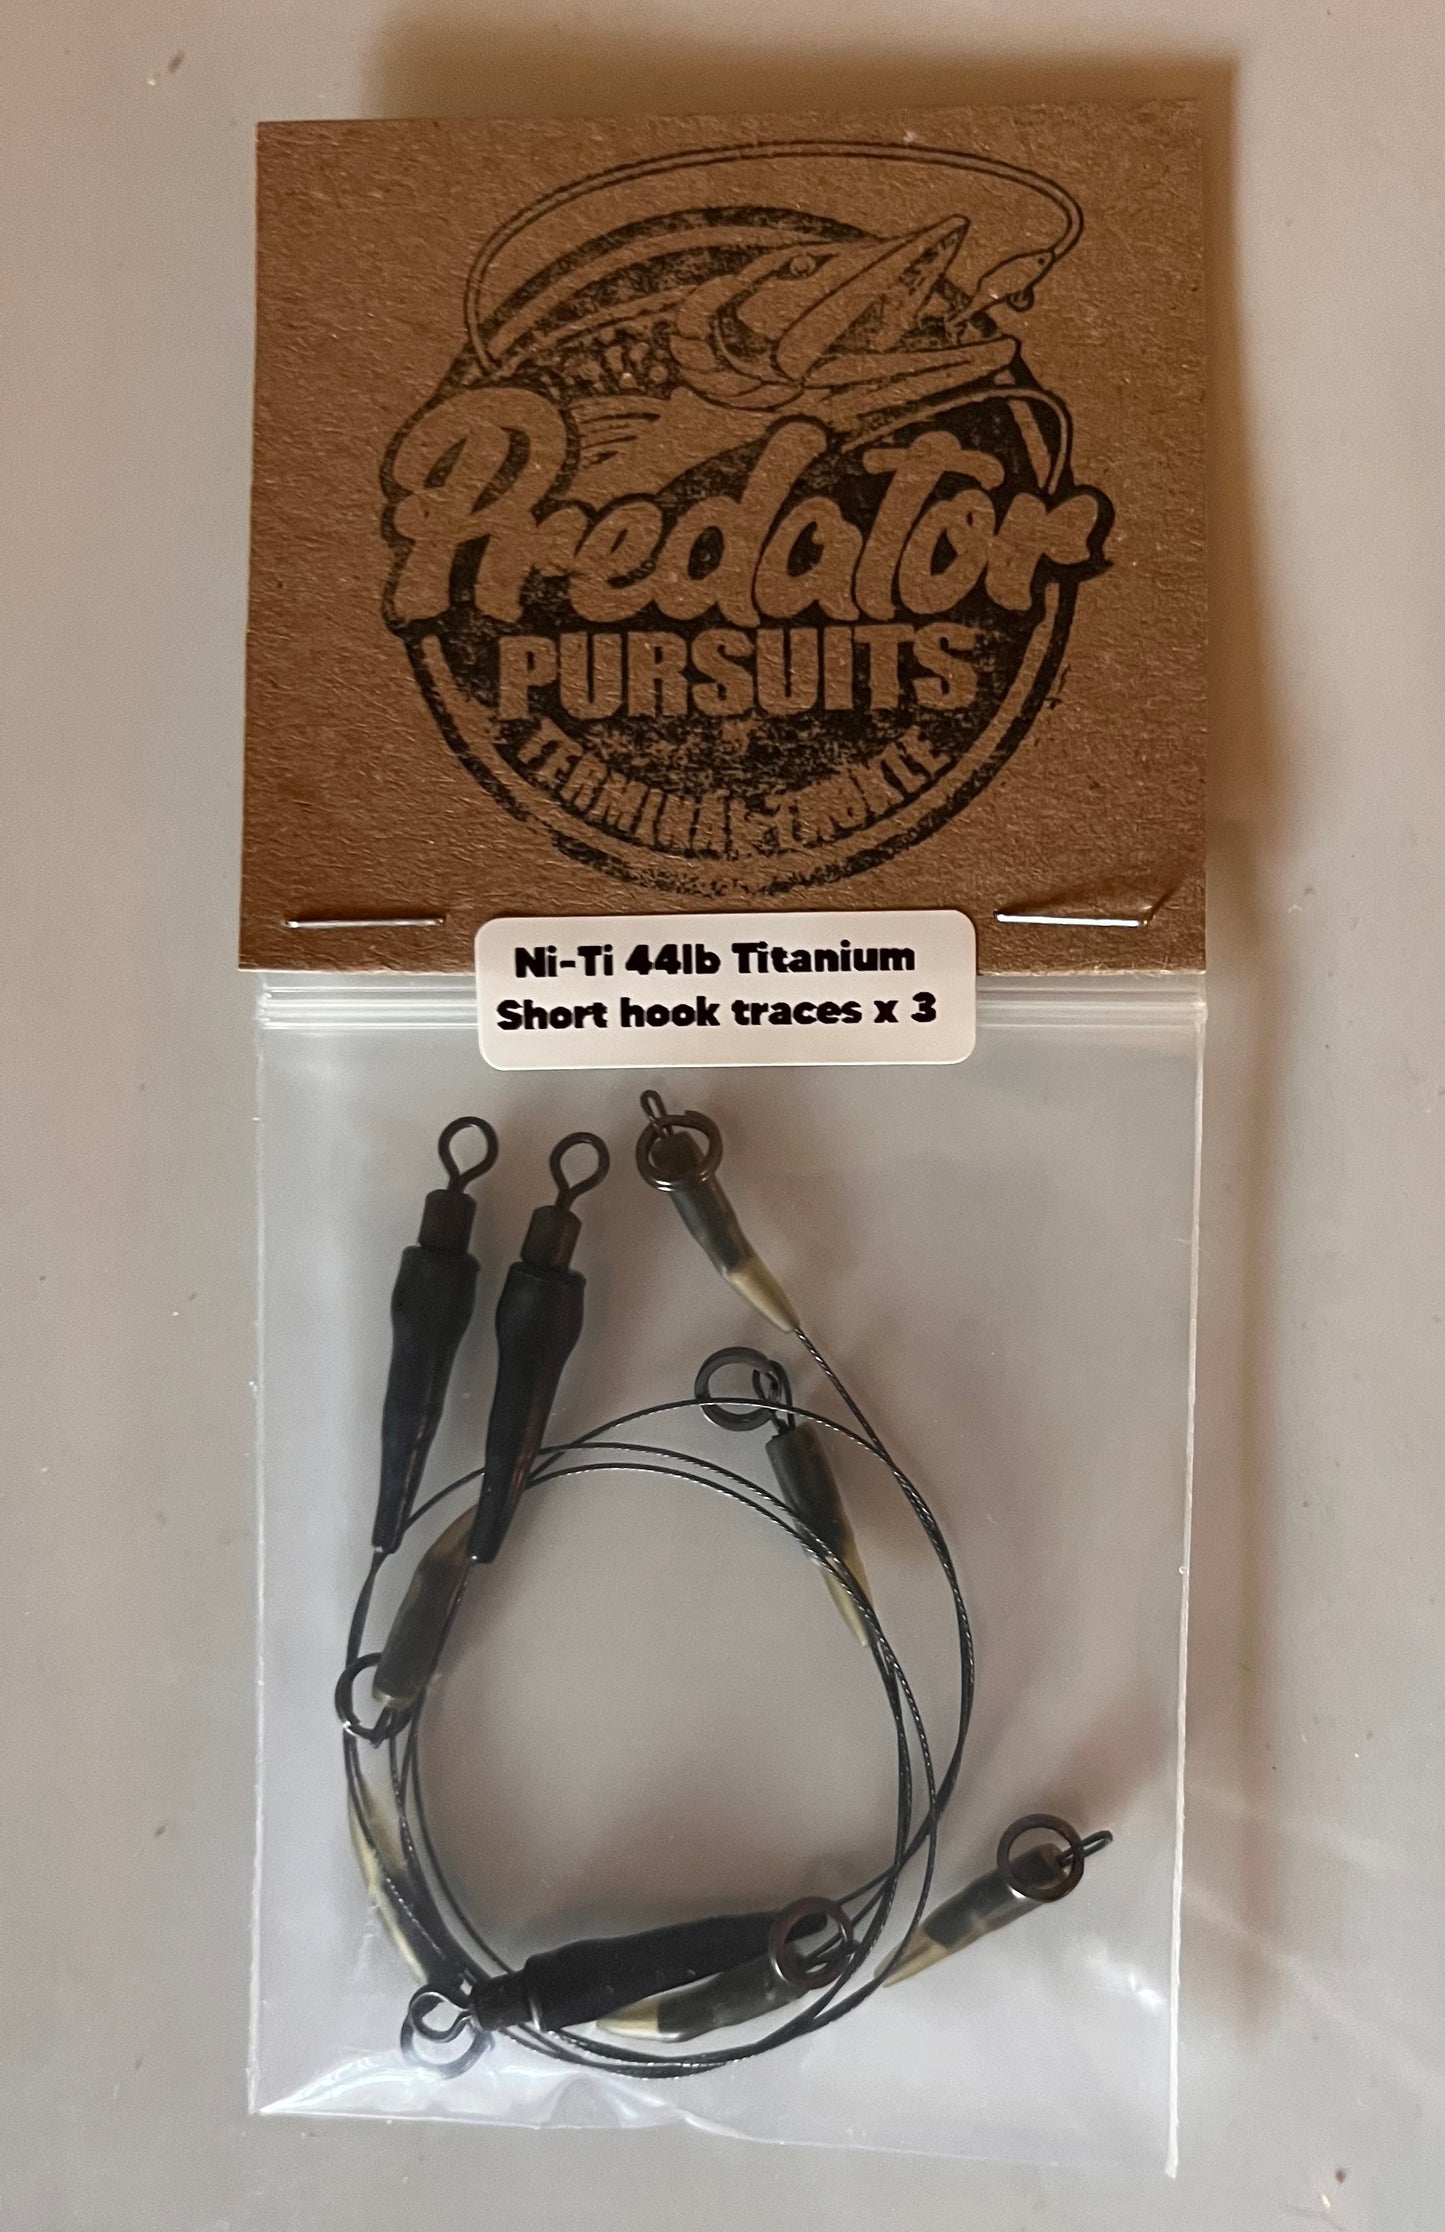 Predator
PURSUITS
TERMINAL TACKLE
Ni-Ti 44lb Titanium
Short hook traces x 3